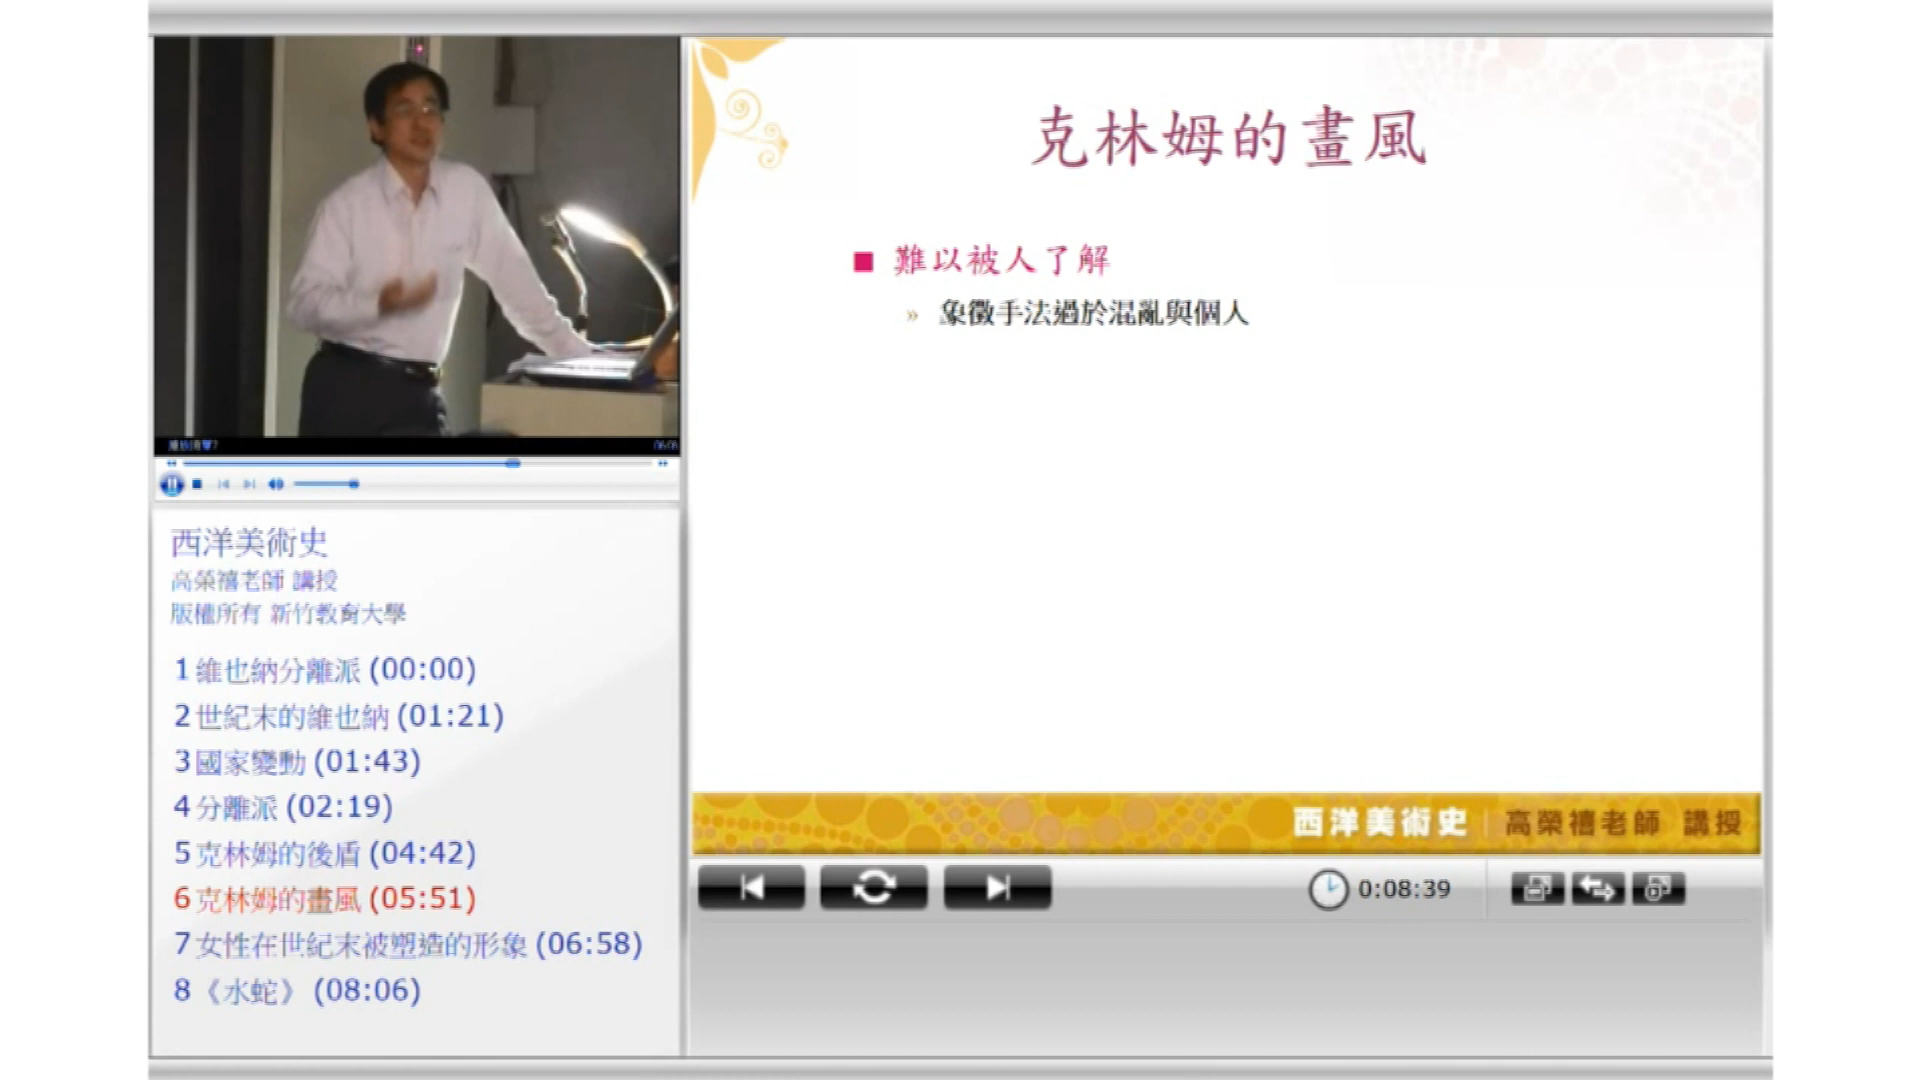 06:06
西洋美術史
高榮禧老師 講授
版權所有 新竹教育大學
1 維也納分離派 (00:00)
2 世紀末的維也納 (01:21)
3 國家變動 (01:43)
4 分離派 (02:19)
5 克林姆的後盾 (04:42)
6 克林姆的畫風 (05:51)
7 女性在世紀末被塑造的形象 (06:58)
8 《水蛇》 (08:06)
克林姆的畫風
■ 難以被人了解
» 象徵手法過於混亂與個人
西洋美術史 | 高榮禧老師 講授
0:08:39